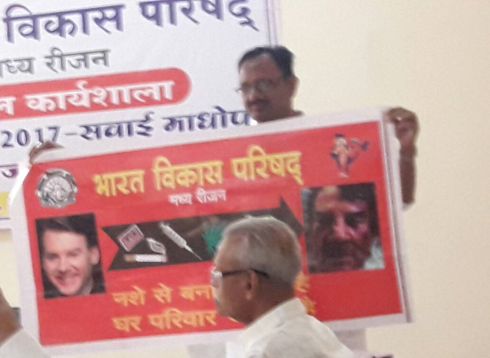 विकास परिषद्
मध्य रीजन
कार्यशाला
2017-सवाई माधोप
भारत विकास परिषद्
मध्य रीजन
नशे से
घर परिवार